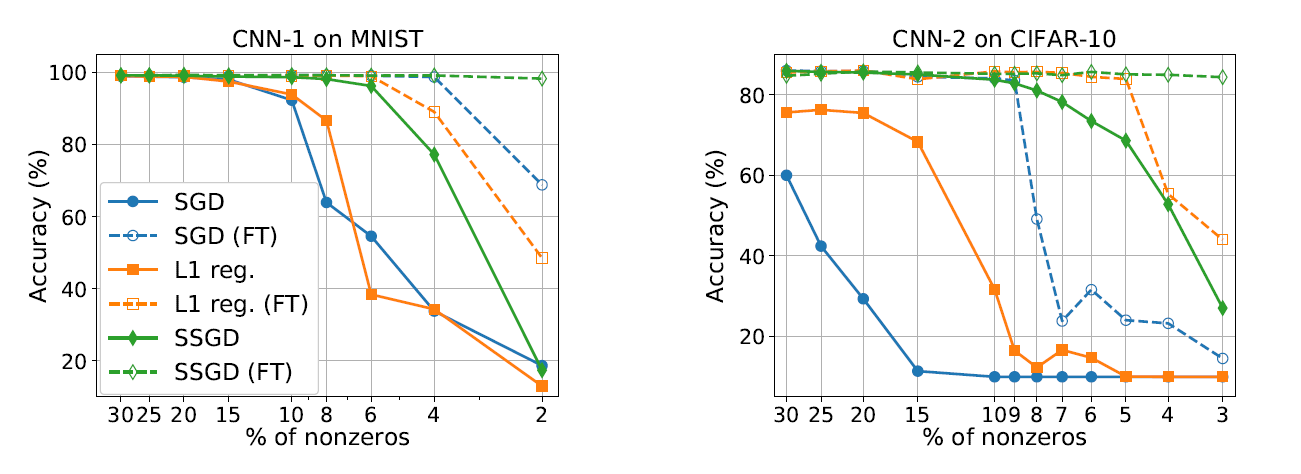 CNN-1 on MNIST
Accuracy (%)
100
80
60
40
20
SGD
SGD (FT)
L1 reg.
L1 reg. (FT)
SSGD
SSGD (FT)
30 25 20 15 10 8 6 4 2
% of nonzeros
CNN-2 on CIFAR-10
Accuracy (%)
80
60
40
20
30 25 20 15 10 9 8 7 6 5 4 3
% of nonzeros